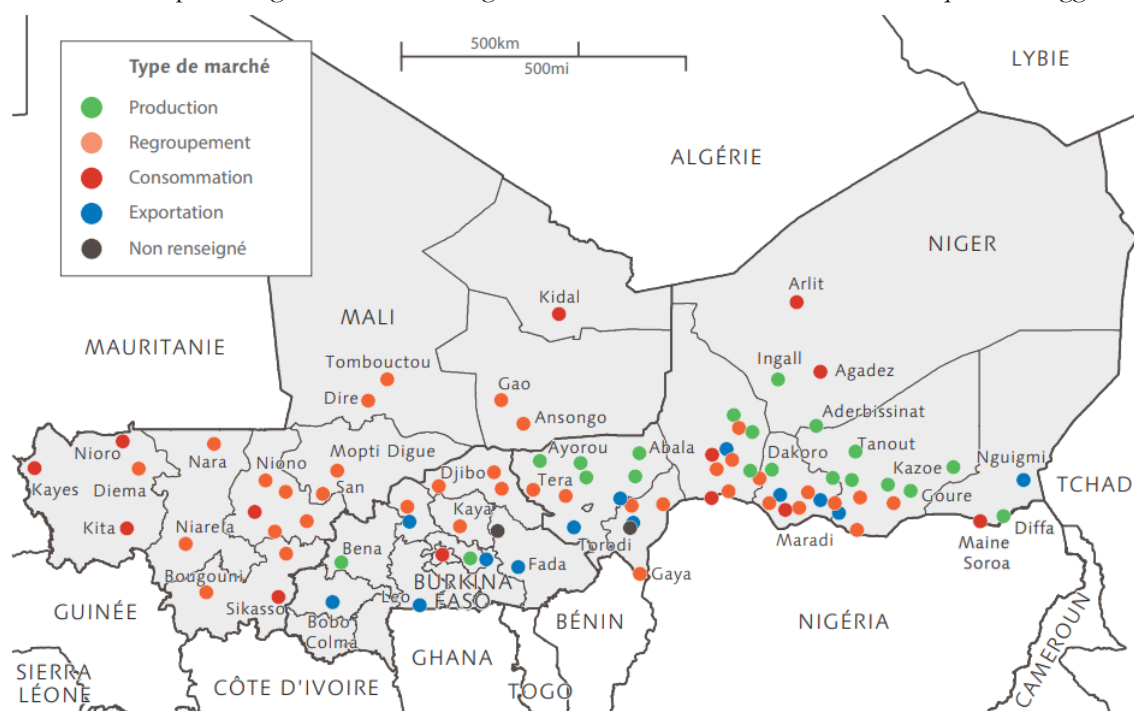 500km
500mi
Type de marché
Production
Regroupement
Consommation
Exportation
Non renseigné
LYBIE
ALGÉRIE
NIGER
MALI
MAURITANIE
Kidal
Arlit
Tombouctou
Ingall
Agadez
Dire
Gao
Ansongo
Aderbissinat
Nioro
Nara
Niono
Mopti Digue
Djibo
Ayorou
Abala
Dakoro
Tanout
Kazoe
Nguigmi
TCHAD
Kayes
Diema
San
Tera
Goure
Kita
Niarela
Kaya
Torodi
Maradi
Maine
Soroa
Diffa
Bena
Fada
Gaya
Bougouni
Sikasso
Leo
BURKINA
FASO
Bobo
Colma
GUINÉE
BÉNIN
NIGÉRIA
GHANA
TOGO
CÔTE D'IVOIRE
SIERRA
LÉONE
CAMEROUN